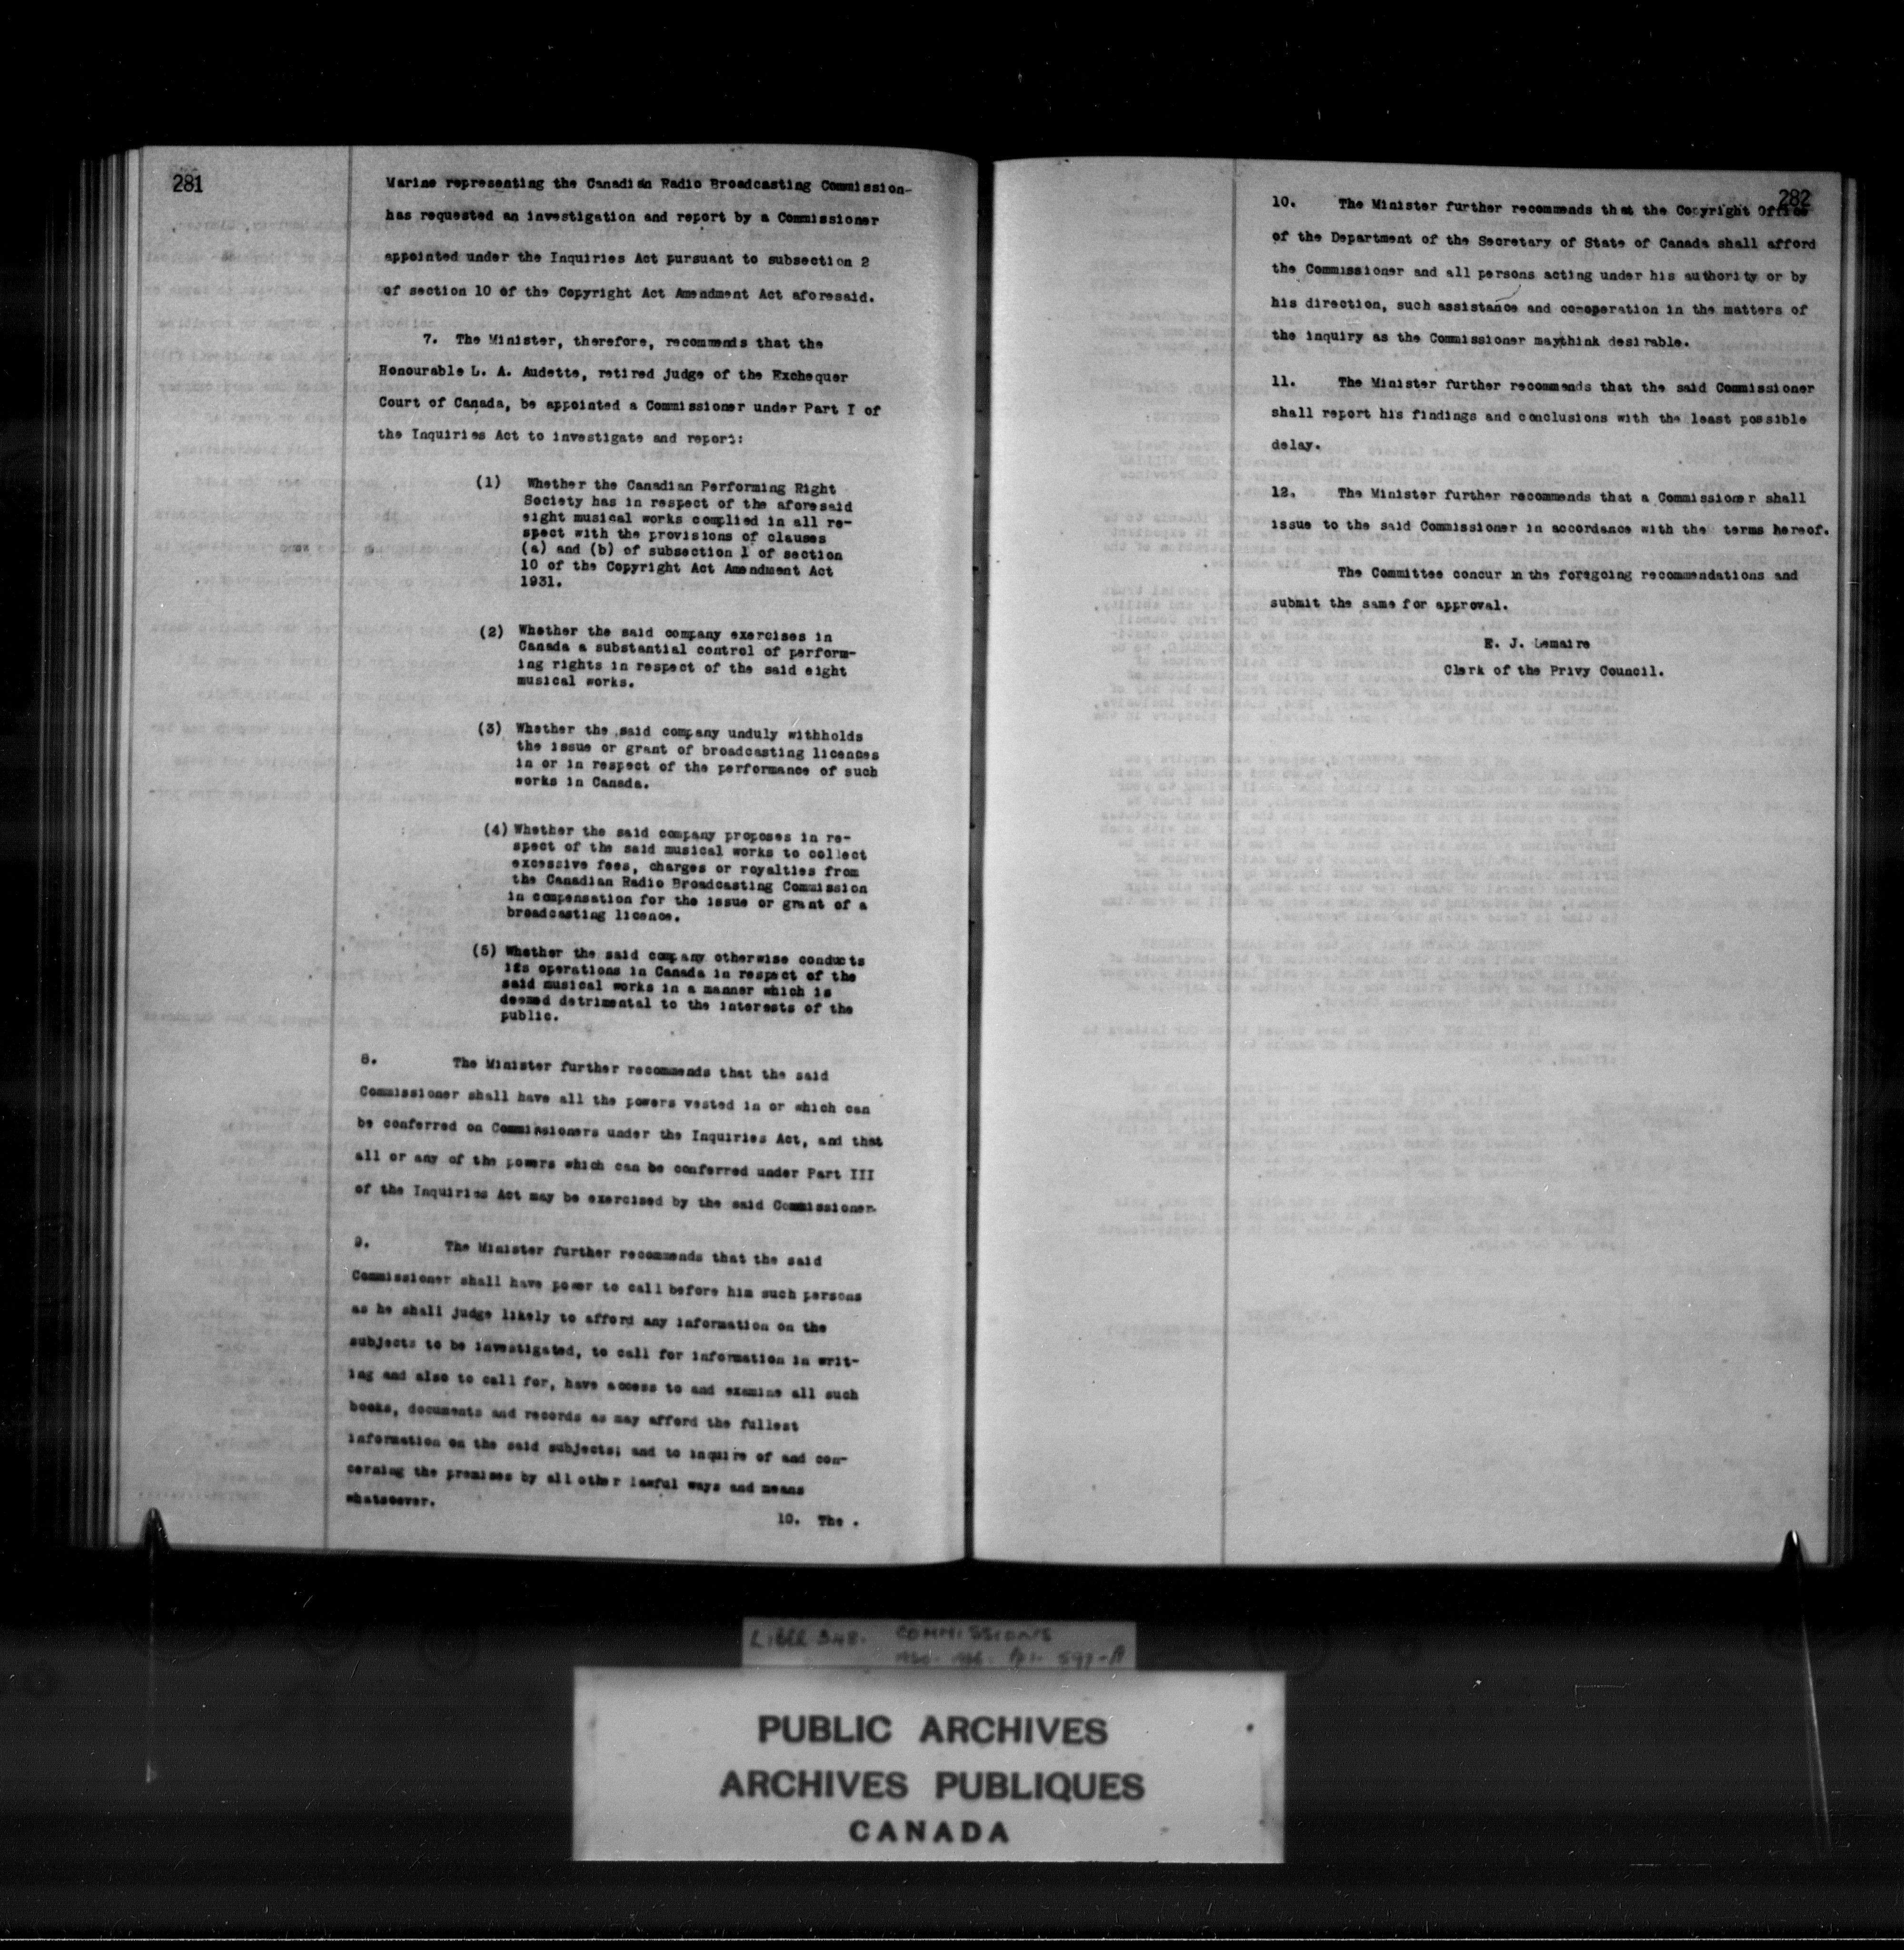 281
Marine representing the Canadian Radio Broadcasting Commission-
has requested an investigation and report by a Commissioner
appointed under the Inquiries Act pursuant to subsection 2
of section 10 of the Copyright Act Amendment Act aforesaid.
7. The Minister, therefore, recommends that the
Honourable L. A. Audette, retired judge of the Exchequer
Court of Canada, be appointed a Commissioner under Part I of
the Inquiries Act to investigate and report:
(1) Whether the Canadian Performing Right
Society has in respect of the aforesaid
eight musical works complied in all re-
spect with the provisions of clauses
(a) and (b) of subsection 1 of section
10 of the Copyright Act Amendment Act
1931.
(2) Whether the said company exercises in
Canada a substantial control of perform-
ing rights in respect of the said eight
musical works.
(3) Whether the said company unduly withholds
the issue or grant of broadcasting licences
in or in respect of the performance of such
works in Canada.
(4) Whether the said company proposes in re-
spect of the said musical works to collect
excessive fees, charges or royalties from
the Canadian Radio Broadcasting Commission
in compensation for the issue or grant of a
broadcasting licence.
(5) Whether the said company otherwise conducts
its operations in Canada in respect of the
said musical works in a manner which is
deemed detrimental to the interests of the
public.
8. The Minister further recommends that the said
Commissioner shall have all the powers vested in or which can
be conferred on Commissioners under the Inquiries Act, and that
all or any of the powers which can be conferred under Part III
of the Inquiries Act may be exercised by the said Commissioner.
9. The Minister further recommends that the said
Commissioner shall have power to call before him such persons
as he shall judge likely to afford any information on the
subjects to be investigated, to call for information in writ-
ing and also to call for, have access to and examine all such
books, documents and records as may afford the fullest
information on the said subjects; and to inquire of and con-
cerning the premises by all other lawful ways and means
whatsoever.
10. The .
282
10. The Minister further recommends that the Copyright Office
of the Department of the Secretary of State of Canada shall afford
the Commissioner and all persons acting under his authority or by
his direction, such assistance and co-operation in the matters of
the inquiry as the Commissioner may think desirable.
11. The Minister further recommends that the said Commissioner
shall report his findings and conclusions with the least possible
delay.
12. The Minister further recommends that a Commissioner shall
issue to the said Commissioner in accordance with the terms hereof.
The Committee concur in the foregoing recommendations and
submit the same for approval.
E. J. Lemaire
Clerk of the Privy Council.
LIBER 348. COMMISSIONS
PUBLIC ARCHIVES
ARCHIVES PUBLIQUES
CANADA